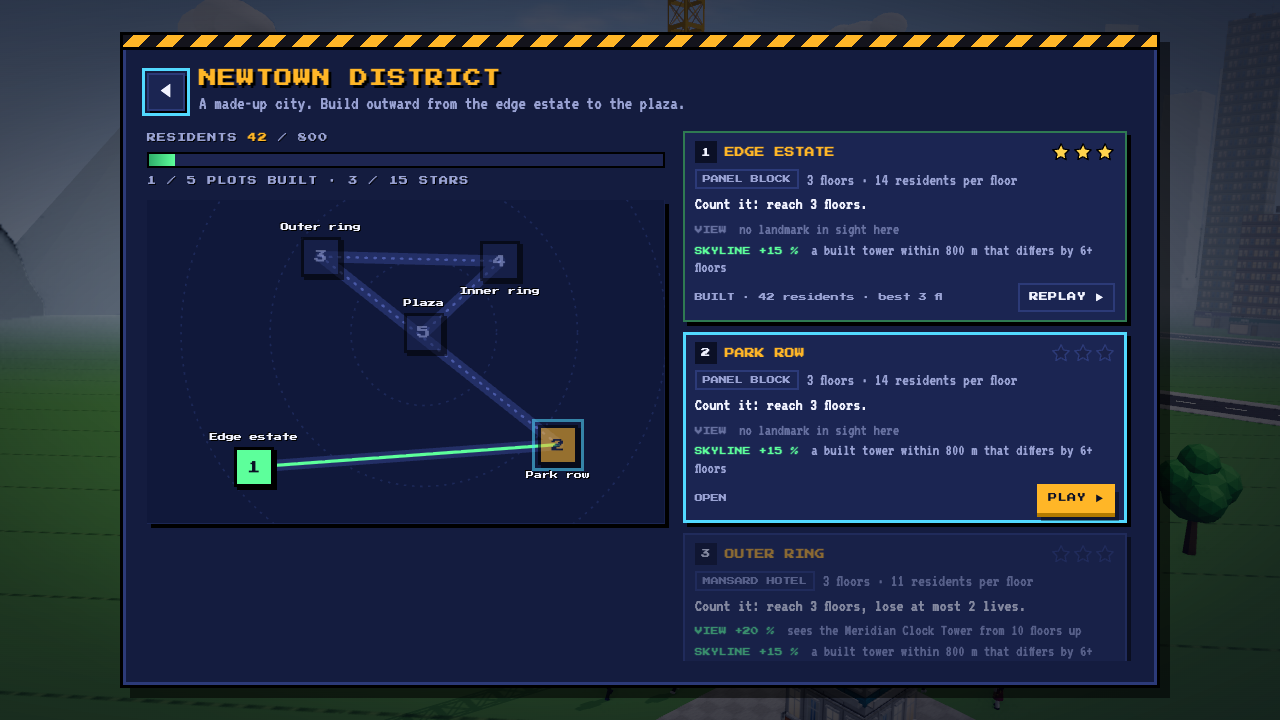 NEWTOWN DISTRICT
A made-up city. Build outward from the edge estate to the plaza.
RESIDENTS 42 / 800
1 / 5 PLOTS BUILT · 3 / 15 STARS
Outer ring
3
4
Inner ring
Plaza
5
Edge estate
1
2
Park row
1 EDGE ESTATE
PANEL BLOCK 3 floors · 14 residents per floor
Count it: reach 3 floors.
VIEW no landmark in sight here
SKYLINE +15 % a built tower within 800 m that differs by 6+
floors
BUILT · 42 residents · best 3 fl
REPLAY ▶
2 PARK ROW
PANEL BLOCK 3 floors · 14 residents per floor
Count it: reach 3 floors.
VIEW no landmark in sight here
SKYLINE +15 % a built tower within 800 m that differs by 6+
floors
OPEN
PLAY ▶
3 OUTER RING
MANSARD HOTEL 3 floors · 11 residents per floor
Count it: reach 3 floors, lose at most 2 lives.
VIEW +20 % sees the Meridian Clock Tower from 10 floors up
SKYLINE +15 % a built tower within 800 m that differs by 6+